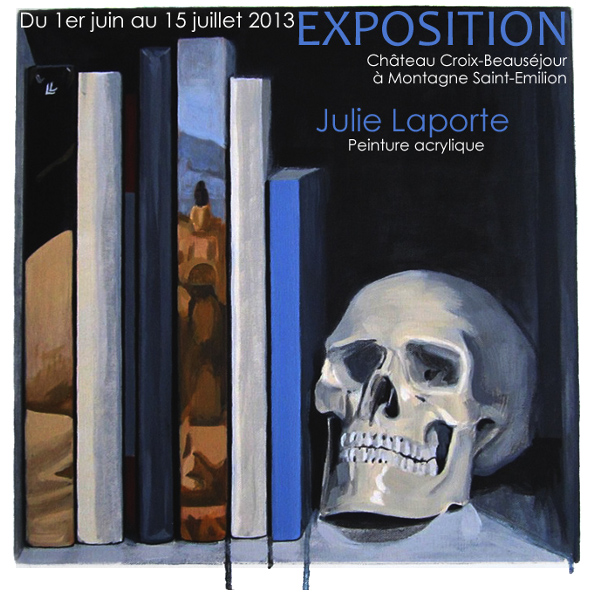 Du 1er juin au 15 juillet 2013
EXPOSITION
Château Croix-Beauséjour
à Montagne Saint-Emilion
Julie Laporte
Peinture acrylique